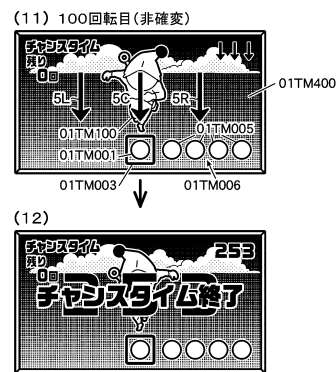 (11) 100回転目(非確変)
チャンスタイム
残り
0回
5L
5C
5R
01TM400
01TM100
01TM005
01TM001
01TM003
01TM006
(12)
チャンスタイム
残り
0回
253
チャンスタイム終了